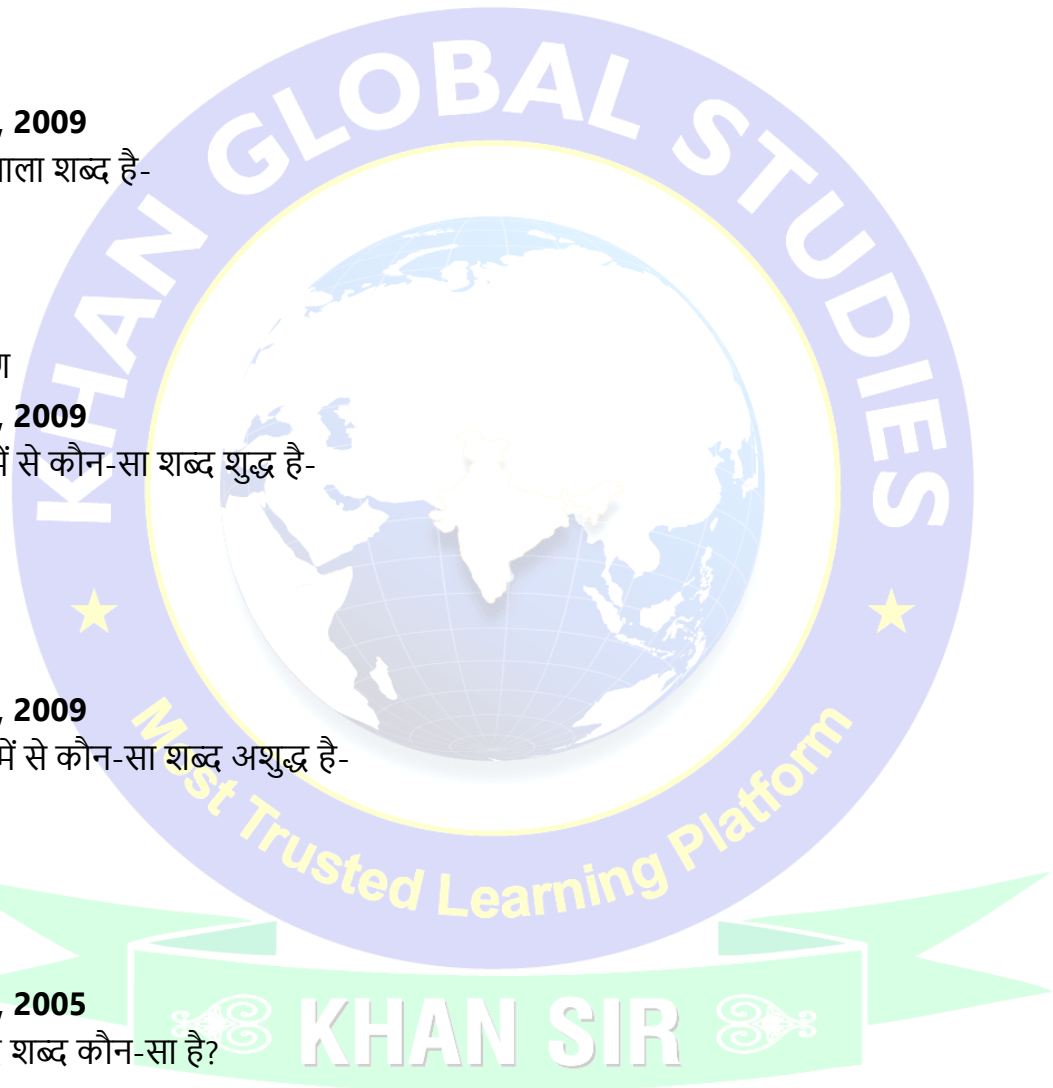 KHAN GLOBAL STUDIES
, 2009
ाला शब्द है-
ण
, 2009
में से कौन-सा शब्द शुद्ध है-
, 2009
में से कौन-सा शब्द अशुद्ध है-
Most Trusted Learning Platform
, 2005
शब्द कौन-सा है?
KHAN SIR